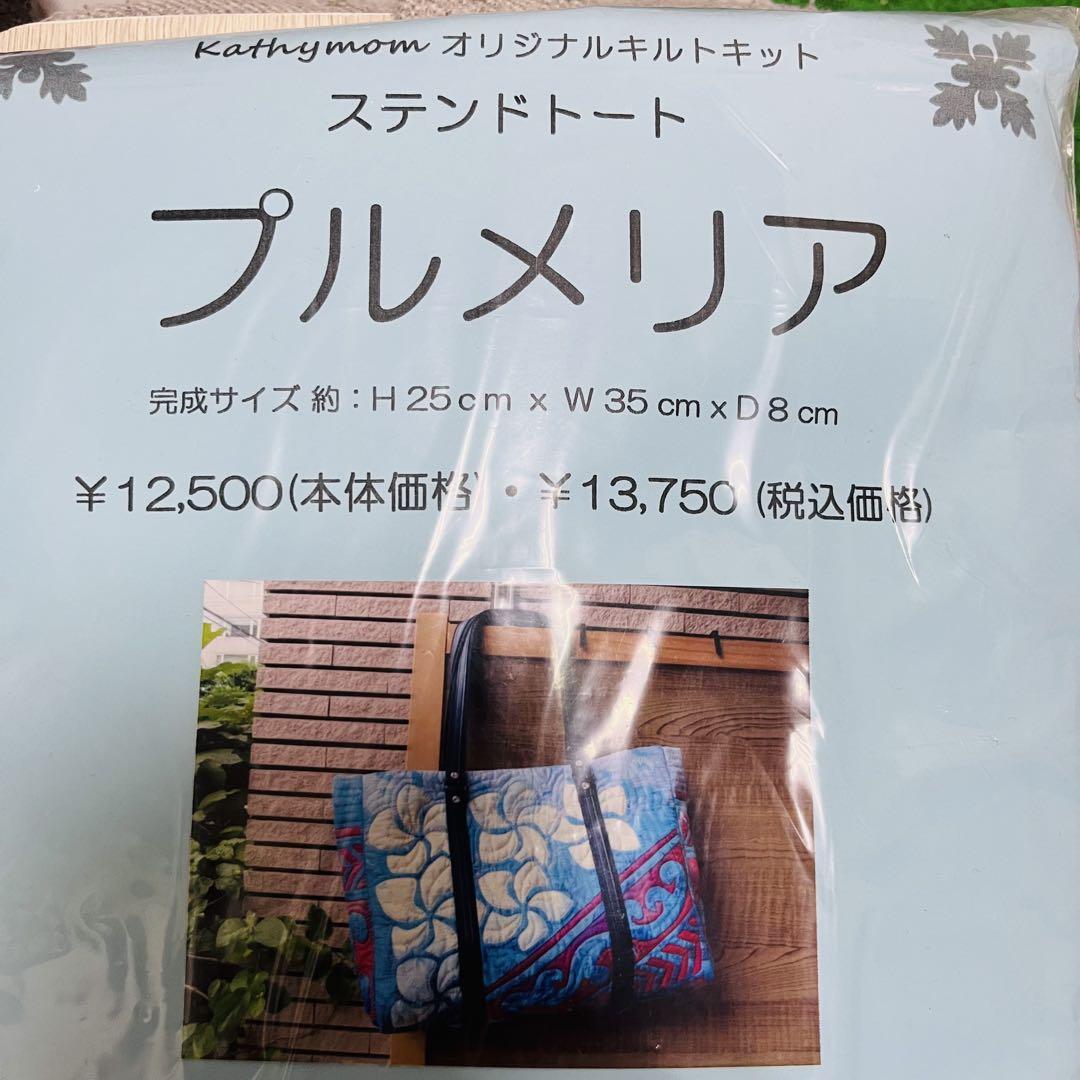 Kathymom オリジナルキルトキット
ステンドトート
プルメリア
完成サイズ 約：H 25cm x W 35 cm x D 8 cm
￥12,500(本体価格)・￥13,750 (税込価格)